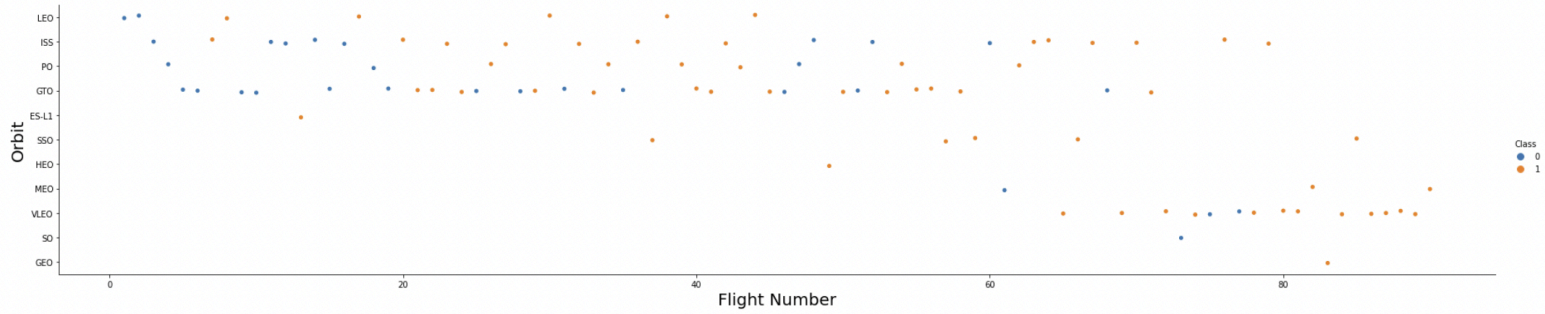 LEO
ISS
PO
GTO
ES-L1
SSO
HEO
MEO
VLEO
SO
GEO
Orbit
0
20
40
60
80
Flight Number
Class
0
1